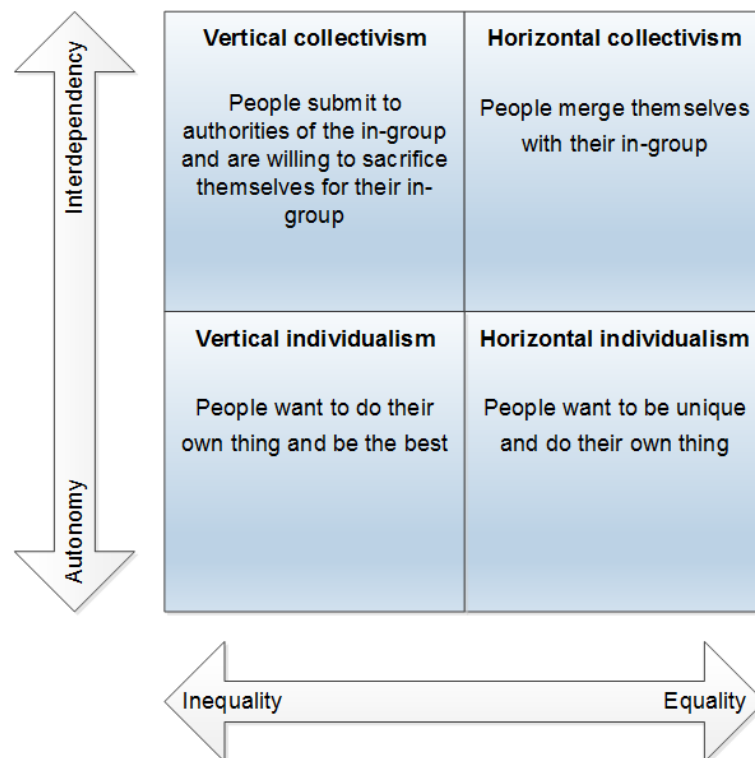 Interdependency
Autonomy
Vertical collectivism
People submit to
authorities of the in-group
and are willing to sacrifice
themselves for their in-
group
Horizontal collectivism
People merge themselves
with their in-group
Vertical individualism
People want to do their
own thing and be the best
Horizontal individualism
People want to be unique
and do their own thing
Inequality
Equality